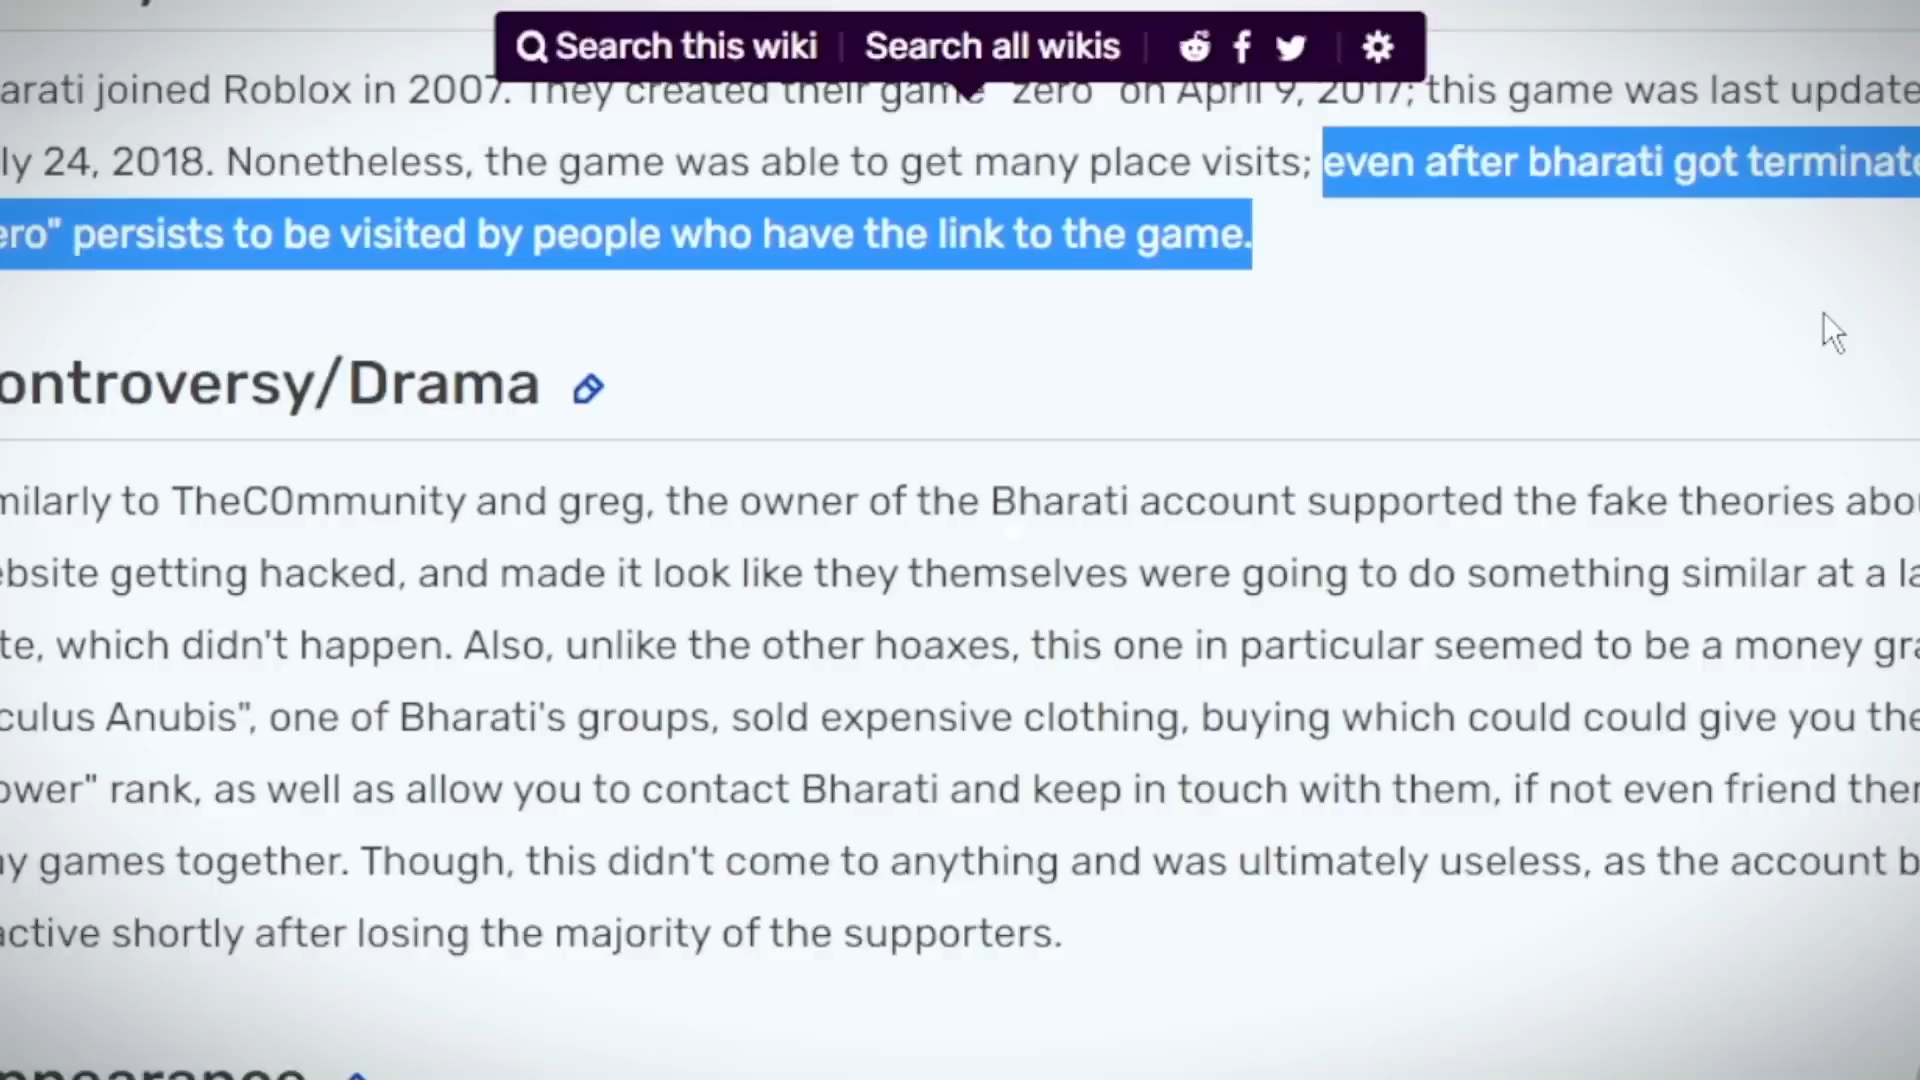 Search this wiki Search all wikis
arati joined Roblox in 2007. They created their game "zero" on April 9, 2017; this game was last update
ly 24, 2018. Nonetheless, the game was able to get many place visits; even after bharati got terminate
ero" persists to be visited by people who have the link to the game.
ontroversy/Drama
milarly to TheC0mmunity and greg, the owner of the Bharati account supported the fake theories abo
ebsite getting hacked, and made it look like they themselves were going to do something similar at a la
te, which didn't happen. Also, unlike the other hoaxes, this one in particular seemed to be a money gra
culus Anubis", one of Bharati's groups, sold expensive clothing, buying which could could give you the
ower" rank, as well as allow you to contact Bharati and keep in touch with them, if not even friend the
ay games together. Though, this didn't come to anything and was ultimately useless, as the account b
active shortly after losing the majority of the supporters.
ppearance